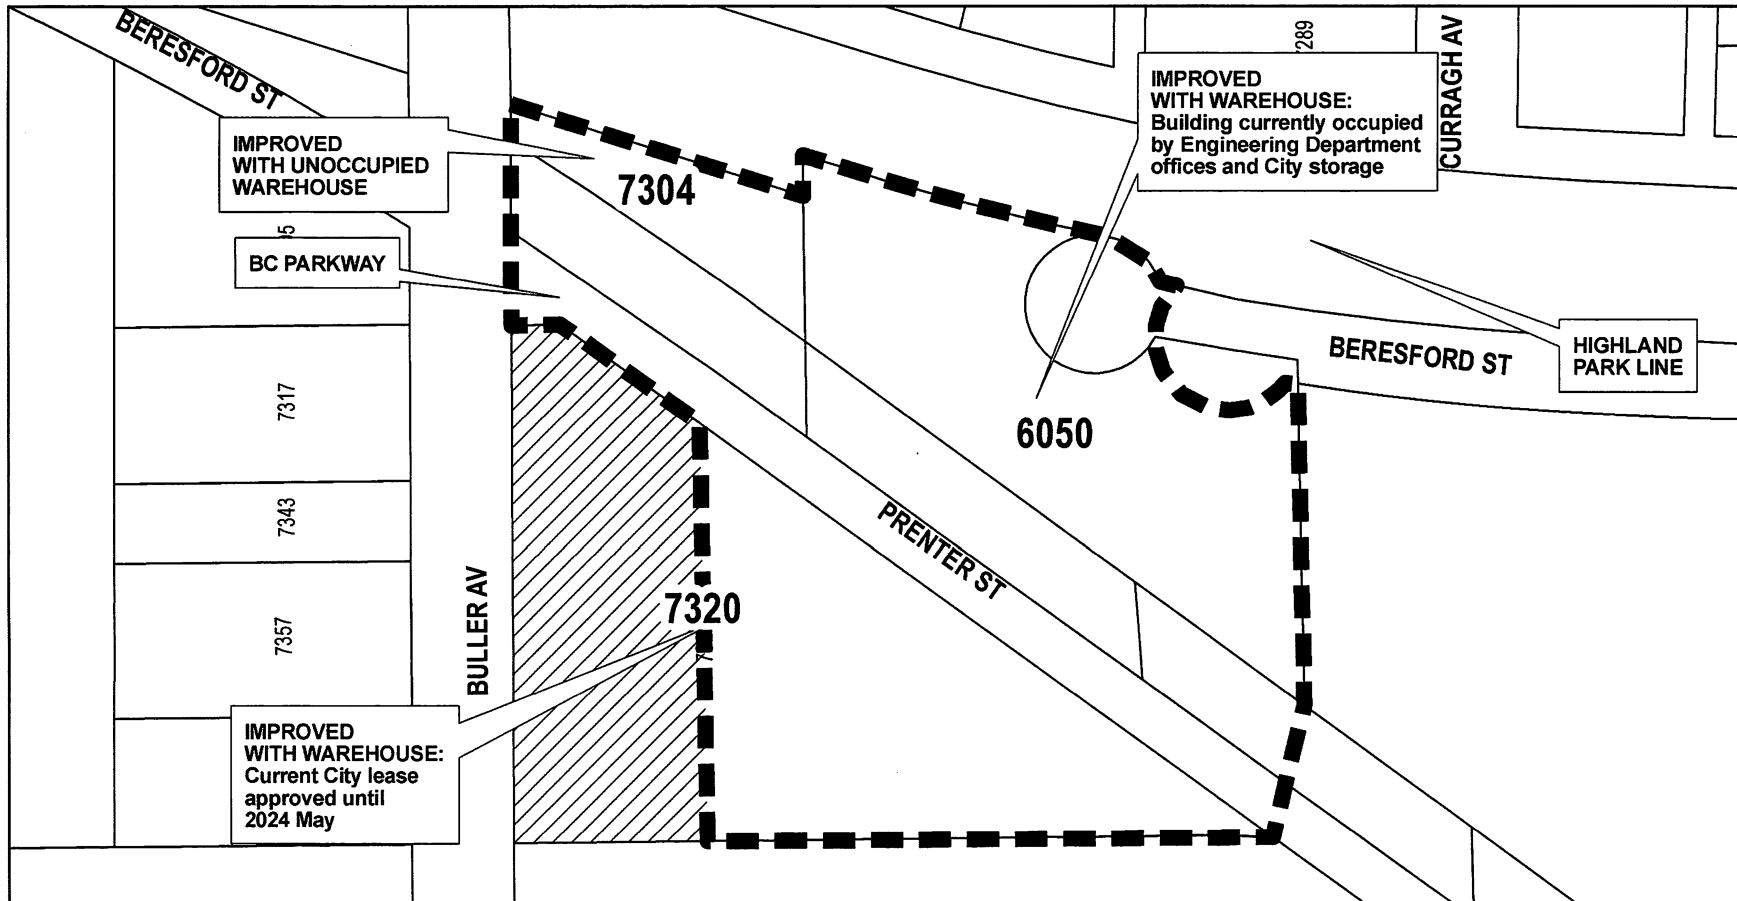 BERESFORD ST
7289
CURRAGH AV
IMPROVED
WITH WAREHOUSE:
Building currently occupied
by Engineering Department
offices and City storage
IMPROVED
WITH UNOCCUPIED
WAREHOUSE
7304
BC PARKWAY
HIGHLAND
PARK LINE
BERESFORD ST
7317
6050
7343
PRENTER ST
7357
BULLER AV
7320
IMPROVED
WITH WAREHOUSE:
Current City lease
approved until
2024 May